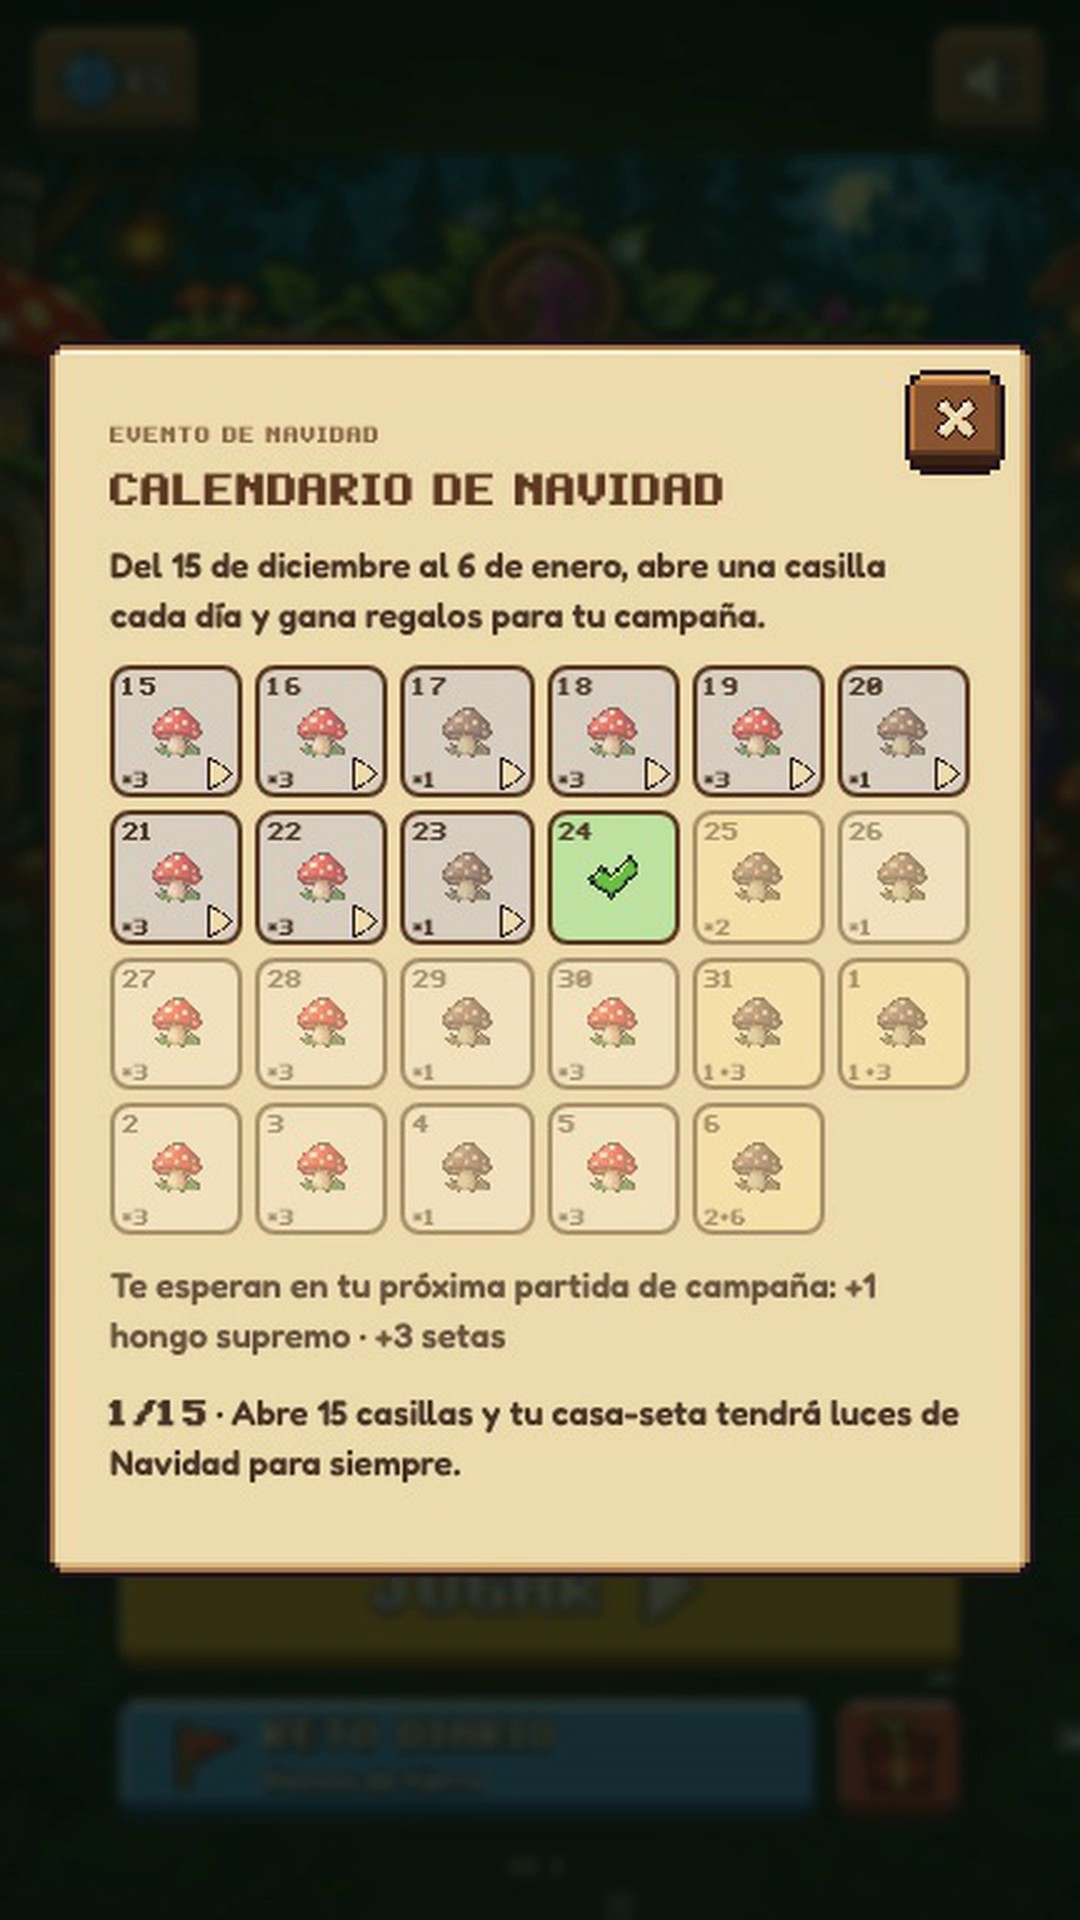 EVENTO DE NAVIDAD
CALENDARIO DE NAVIDAD
Del 15 de diciembre al 6 de enero, abre una casilla
cada día y gana regalos para tu campaña.
15 16 17 18 19 20
×3 ×3 ×1 ×3 ×3 ×1
21 22 23 24 25 26
×3 ×3 ×1 ×2 ×1
27 28 29 30 31 1
×3 ×3 ×1 ×3 1+3 1+3
2 3 4 5 6
×3 ×3 ×1 ×3 2+6
Te esperan en tu próxima partida de campaña: +1
hongo supremo · +3 setas
1/15 · Abre 15 casillas y tu casa-seta tendrá luces de
Navidad para siempre.
JUGAR
RETO DIARIO